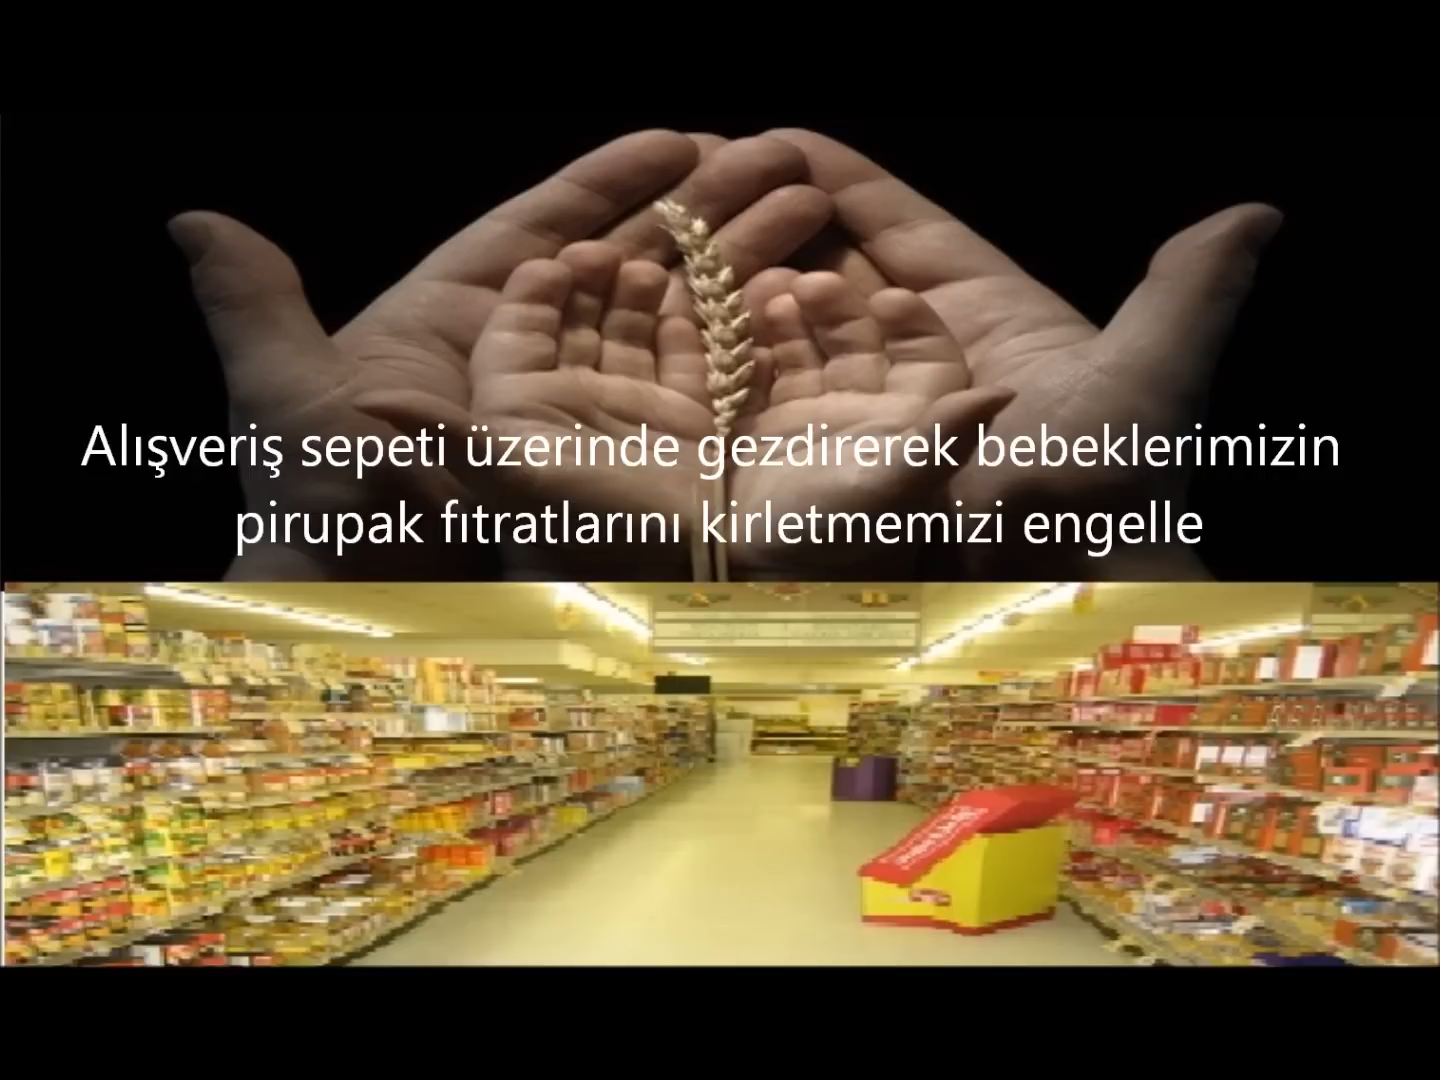 Alışveriş sepeti üzerinde gezdirerek bebeklerimizin
pirupak fıtratlarını kirletmemizi engelle